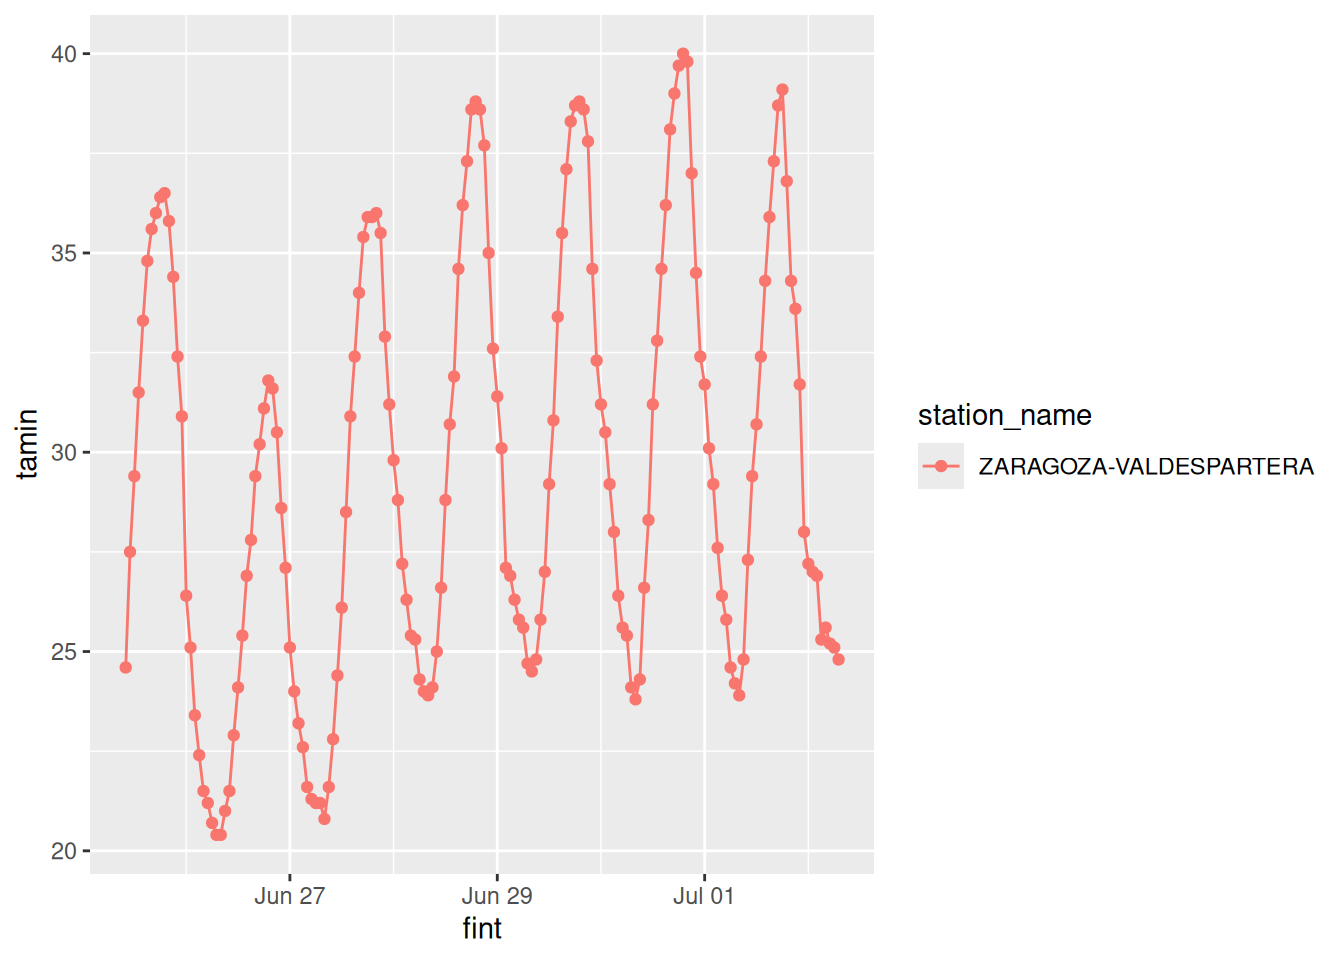 40
35
30
25
20
tamin
Jun 27
Jun 29
Jul 01
fint
station_name
ZARAGOZA-VALDESPARTERA